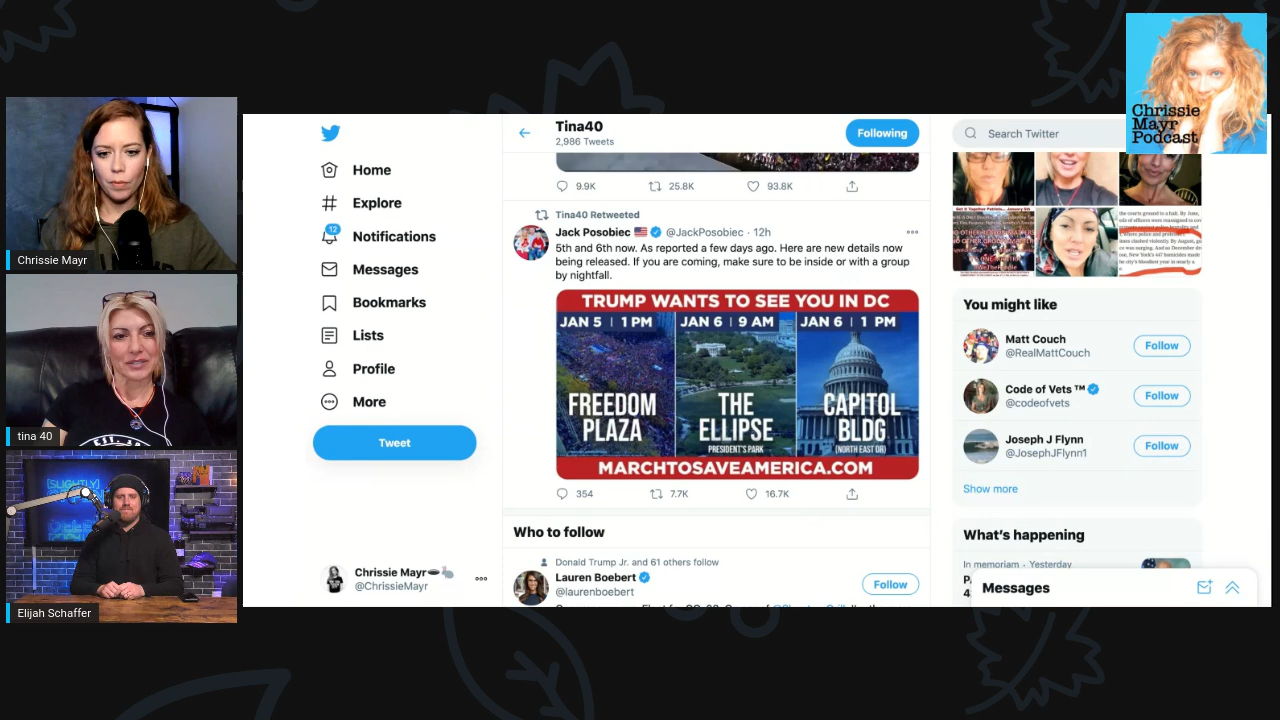 Chrissie
Mayr
Podcast
Chrissie Mayr
tina 40
[SLIGHTLY]
Elijah Schaffer
Home
Explore
12
Notifications
Messages
Bookmarks
Lists
Profile
More
Tweet
Chrissie Mayr
@ChrissieMayr
Tina40
2,986 Tweets
Following
9.9K 25.8K 93.8K
Tina40 Retweeted
Jack Posobiec @JackPosobiec · 12h
5th and 6th now. As reported a few days ago. Here are new details now
being released. If you are coming, make sure to be inside or with a group
by nightfall.
TRUMP WANTS TO SEE YOU IN DC
JAN 5 | 1 PM JAN 6 | 9 AM JAN 6 | 1 PM
FREEDOM
PLAZA
THE
ELLIPSE
PRESIDENT'S PARK
CAPITOL
BLDG
(NORTH EAST DR)
MARCHTOSAVEAMERICA.COM
354 7.7K 16.7K
Who to follow
Donald Trump Jr. and 61 others follow
Lauren Boebert
@laurenboebert
Follow
Search Twitter
You might like
Matt Couch
@RealMattCouch
Follow
Code of Vets ™
@codeofvets
Follow
Joseph J Flynn
@JosephJFlynn1
Follow
Show more
What's happening
In memoriam · Yesterday
Messages